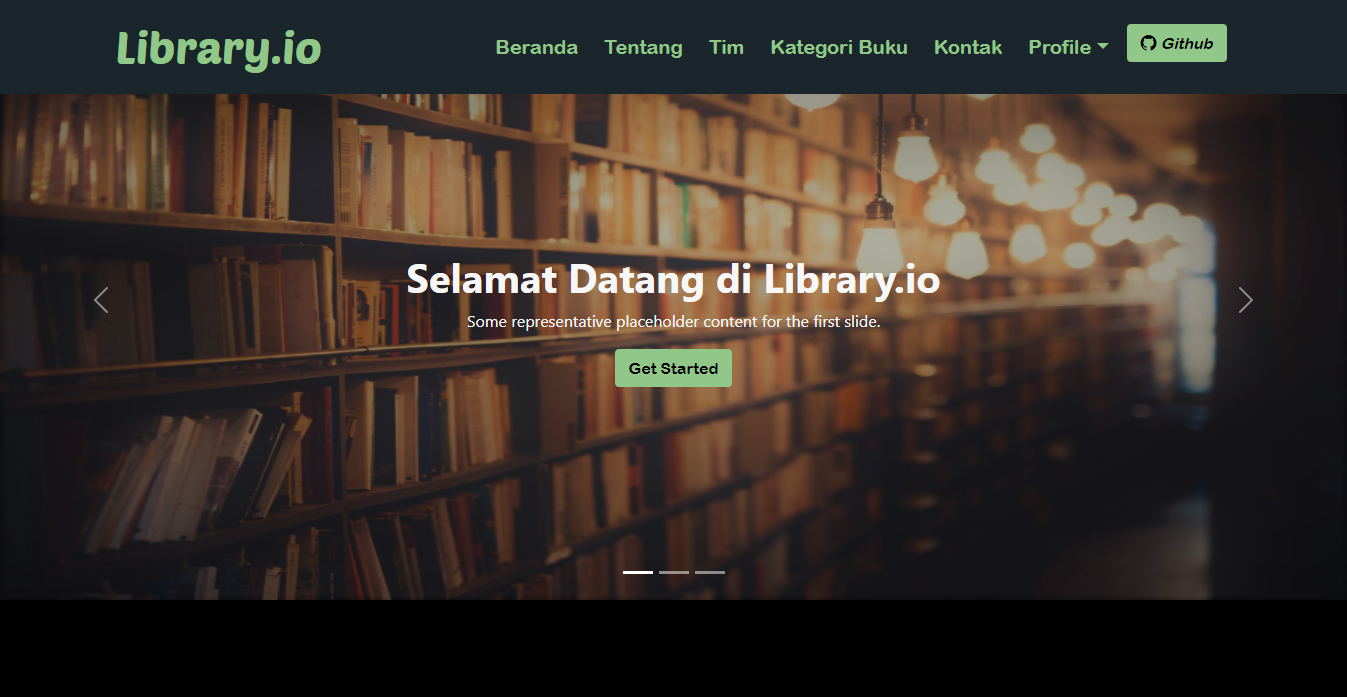 Library.io
Beranda Tentang Tim Kategori Buku Kontak Profile Github
Selamat Datang di Library.io
Some representative placeholder content for the first slide.
Get Started